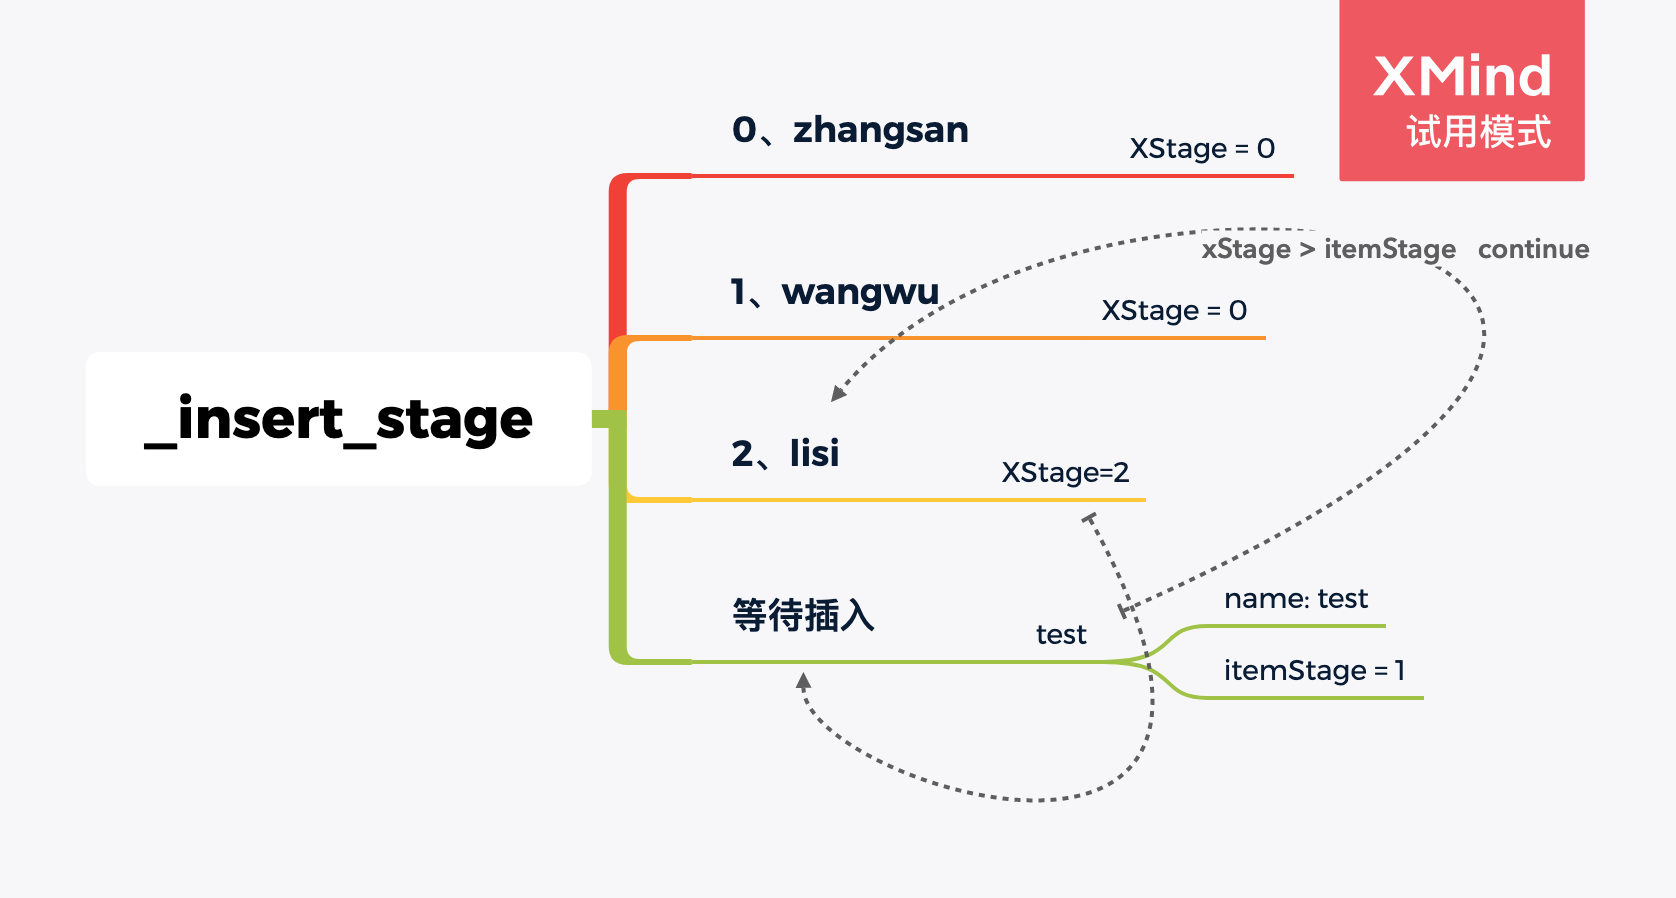 XMind
试用模式
0、zhangsan
XStage = 0
xStage > itemStage continue
1、wangwu
XStage = 0
_insert_stage
2、lisi
XStage=2
等待插入
test
name: test
itemStage = 1